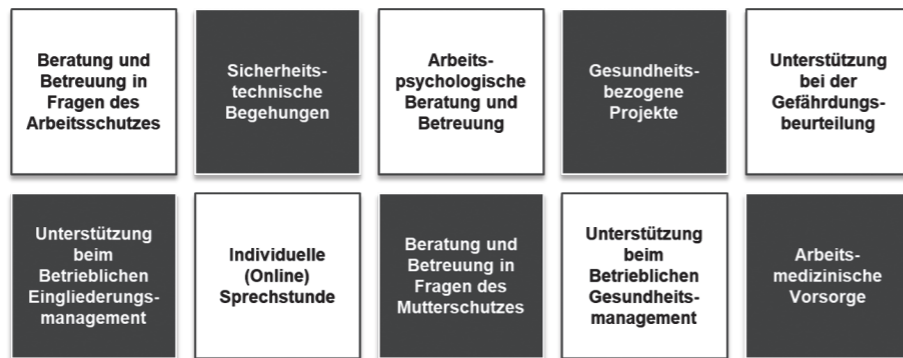 Beratung und
Betreuung in
Fragen des
Arbeitsschutzes
Sicherheits-
technische
Begehungen
Arbeits-
psychologische
Beratung und
Betreuung
Gesundheits-
bezogene
Projekte
Unterstützung
bei der
Gefährdungs-
beurteilung
Unterstützung
beim
Betrieblichen
Eingliederungs-
management
Individuelle
(Online)
Sprechstunde
Beratung und
Betreuung in
Fragen des
Mutterschutzes
Unterstützung
beim
Betrieblichen
Gesundheits-
management
Arbeits-
medizinische
Vorsorge